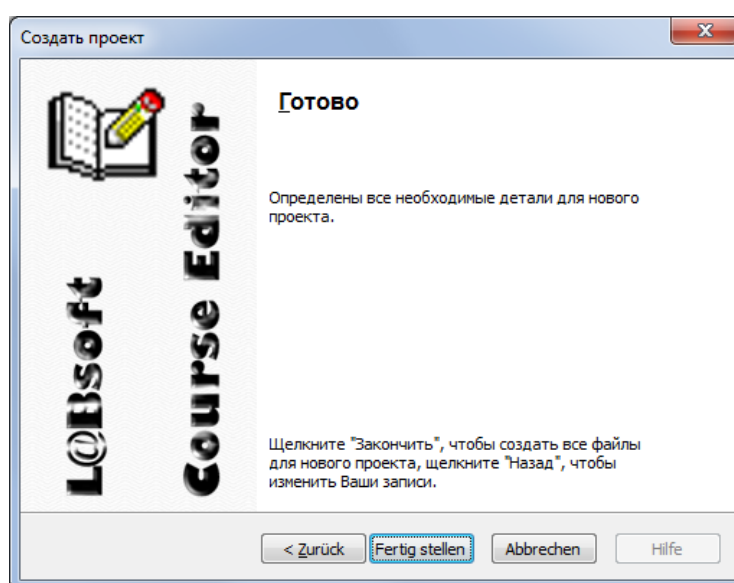 Создать проект
L@Bsoft
Course Editor
Готово
Определены все необходимые детали для нового
проекта.
Щелкните "Закончить", чтобы создать все файлы
для нового проекта, щелкните "Назад", чтобы
изменить Ваши записи.
< Zurück Fertig stellen Abbrechen Hilfe